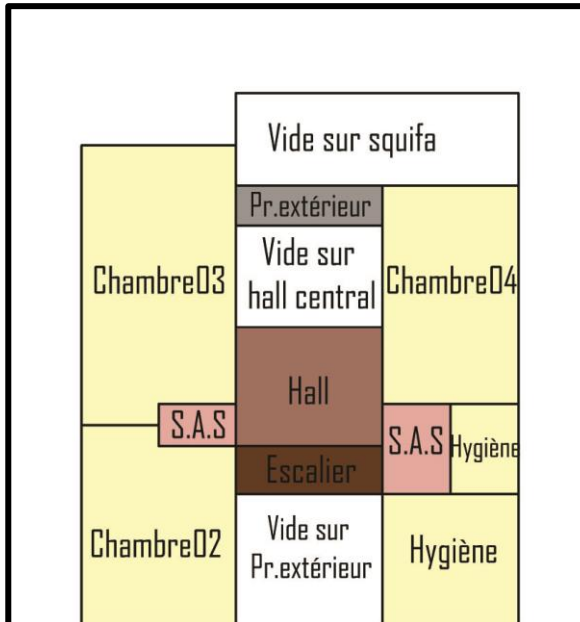 Vide sur squifa
Pr.extérieur
Vide sur
hall central
Chambre03
Chambre04
Hall
S.A.S
S.A.S
Hygiène
Escalier
Chambre02
Vide sur
Pr.extérieur
Hygiène